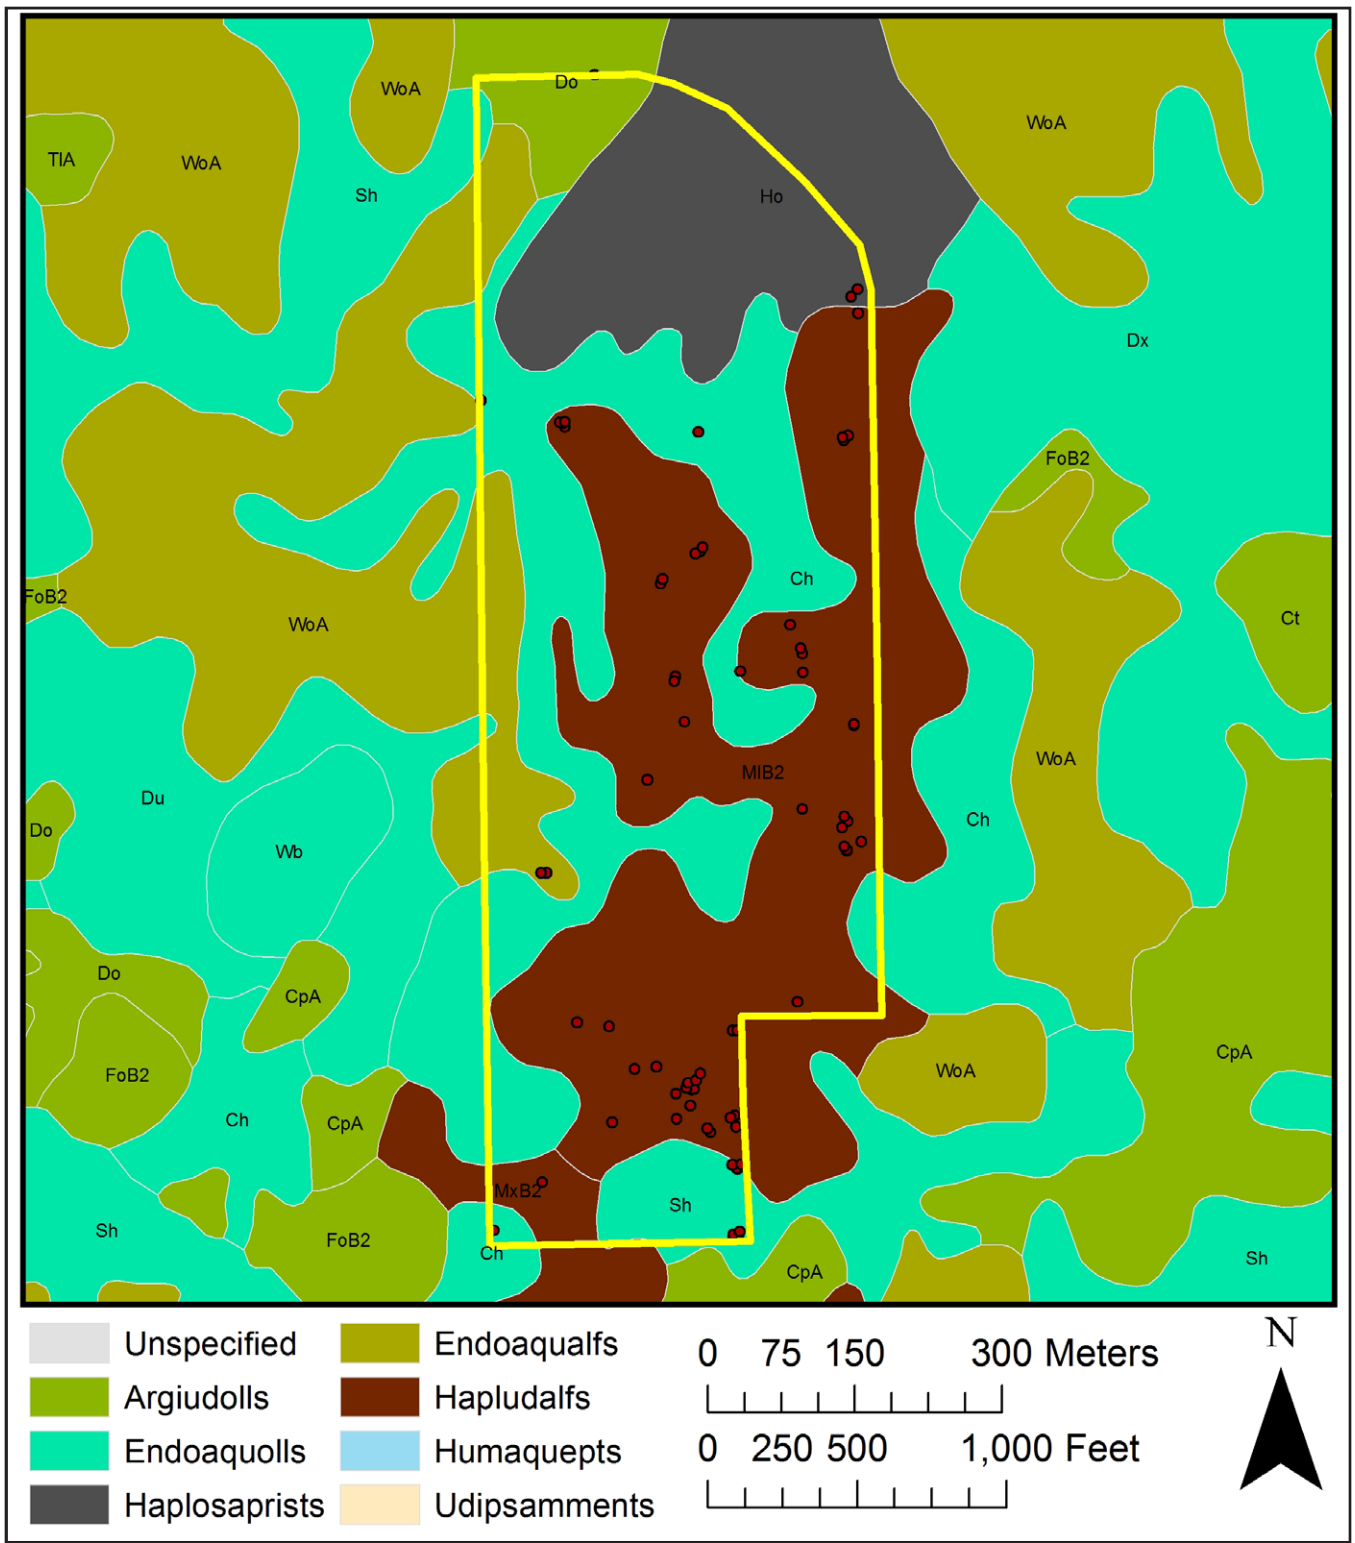 Do
WoA
WoA
TlA
WoA
Sh
Ho
Dx
FoB2
Ch
FoB2
WoA
Ct
WoA
MlB2
Du
Ch
Do
Wb
Do
CpA
CpA
WoA
FoB2
Ch
CpA
MxB2
Sh
Sh
FoB2
Ch
Sh
CpA
Unspecified
Endoaqualfs
Argiudolls
Hapludalfs
Endoaquolls
Humaquepts
Haplosaprists
Udipsamments
0 75 150 300 Meters
0 250 500 1,000 Feet
N